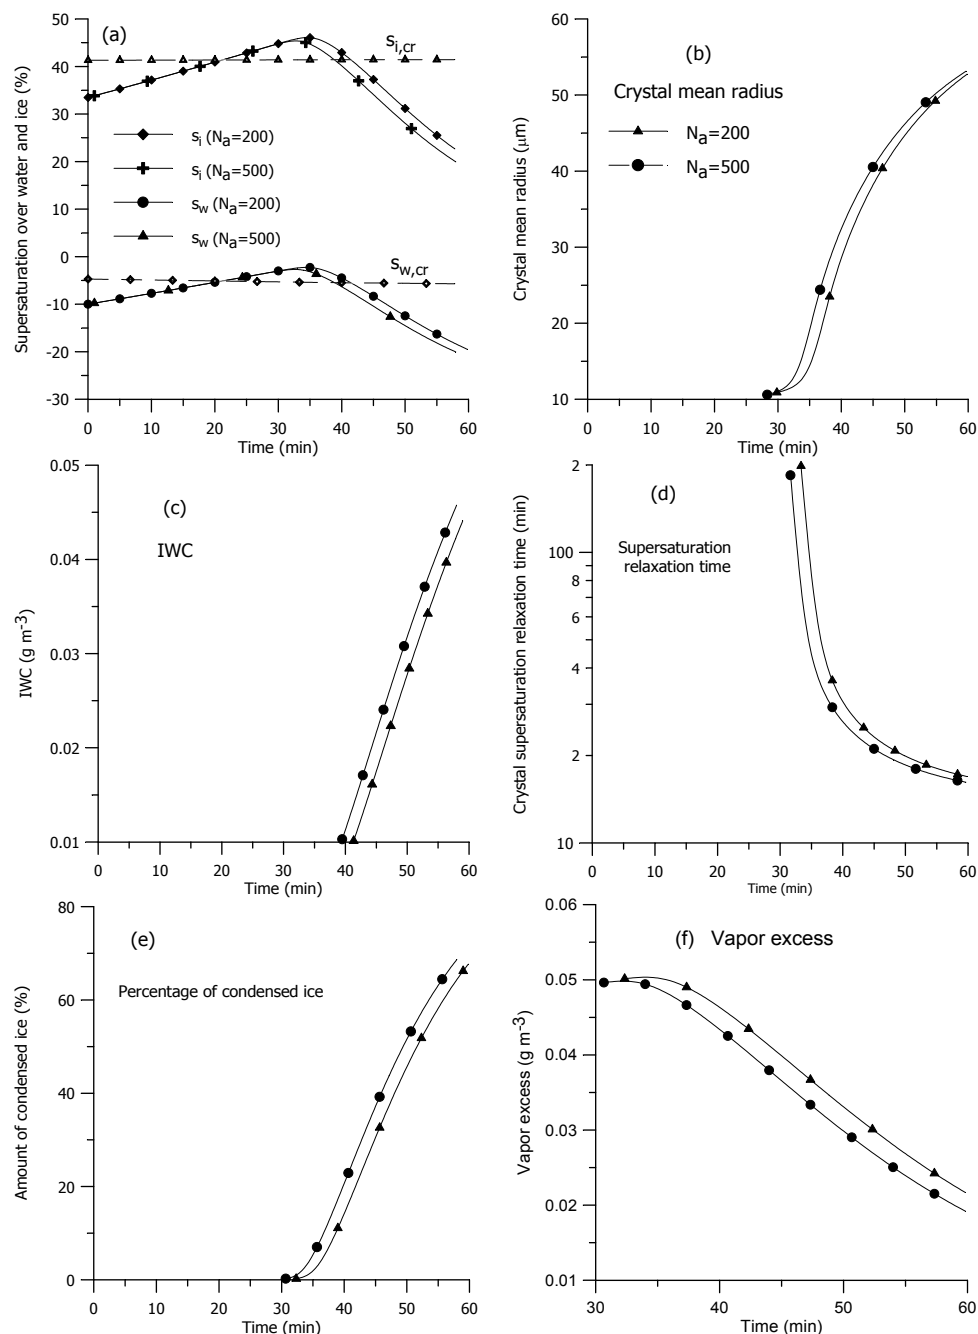 (a)
50
40
30
20
10
0
-10
-20
-30
Supersaturation over water and ice (%)
s_i,cr
s_i (N_a=200)
s_i (N_a=500)
s_w (N_a=200)
s_w (N_a=500)
s_w,cr
0 10 20 30 40 50 60
Time (min)
(b)
Crystal mean radius
N_a=200
N_a=500
60
50
40
30
20
10
Crystal mean radius (μm)
0 10 20 30 40 50 60
Time (min)
(c)
IWC
0.05
0.04
0.03
0.02
0.01
IWC (g m⁻³)
0 10 20 30 40 50 60
Time (min)
(d)
Supersaturation
relaxation time
2
100
8
6
4
2
10
Crystal supersaturation relaxation time (min)
0 10 20 30 40 50 60
Time (min)
(e)
Percentage of condensed ice
80
60
40
20
0
Amount of condensed ice (%)
0 10 20 30 40 50 60
Time (min)
(f) Vapor excess
0.06
0.05
0.04
0.03
0.02
0.01
Vapor excess (g m⁻³)
30 40 50 60
Time (min)